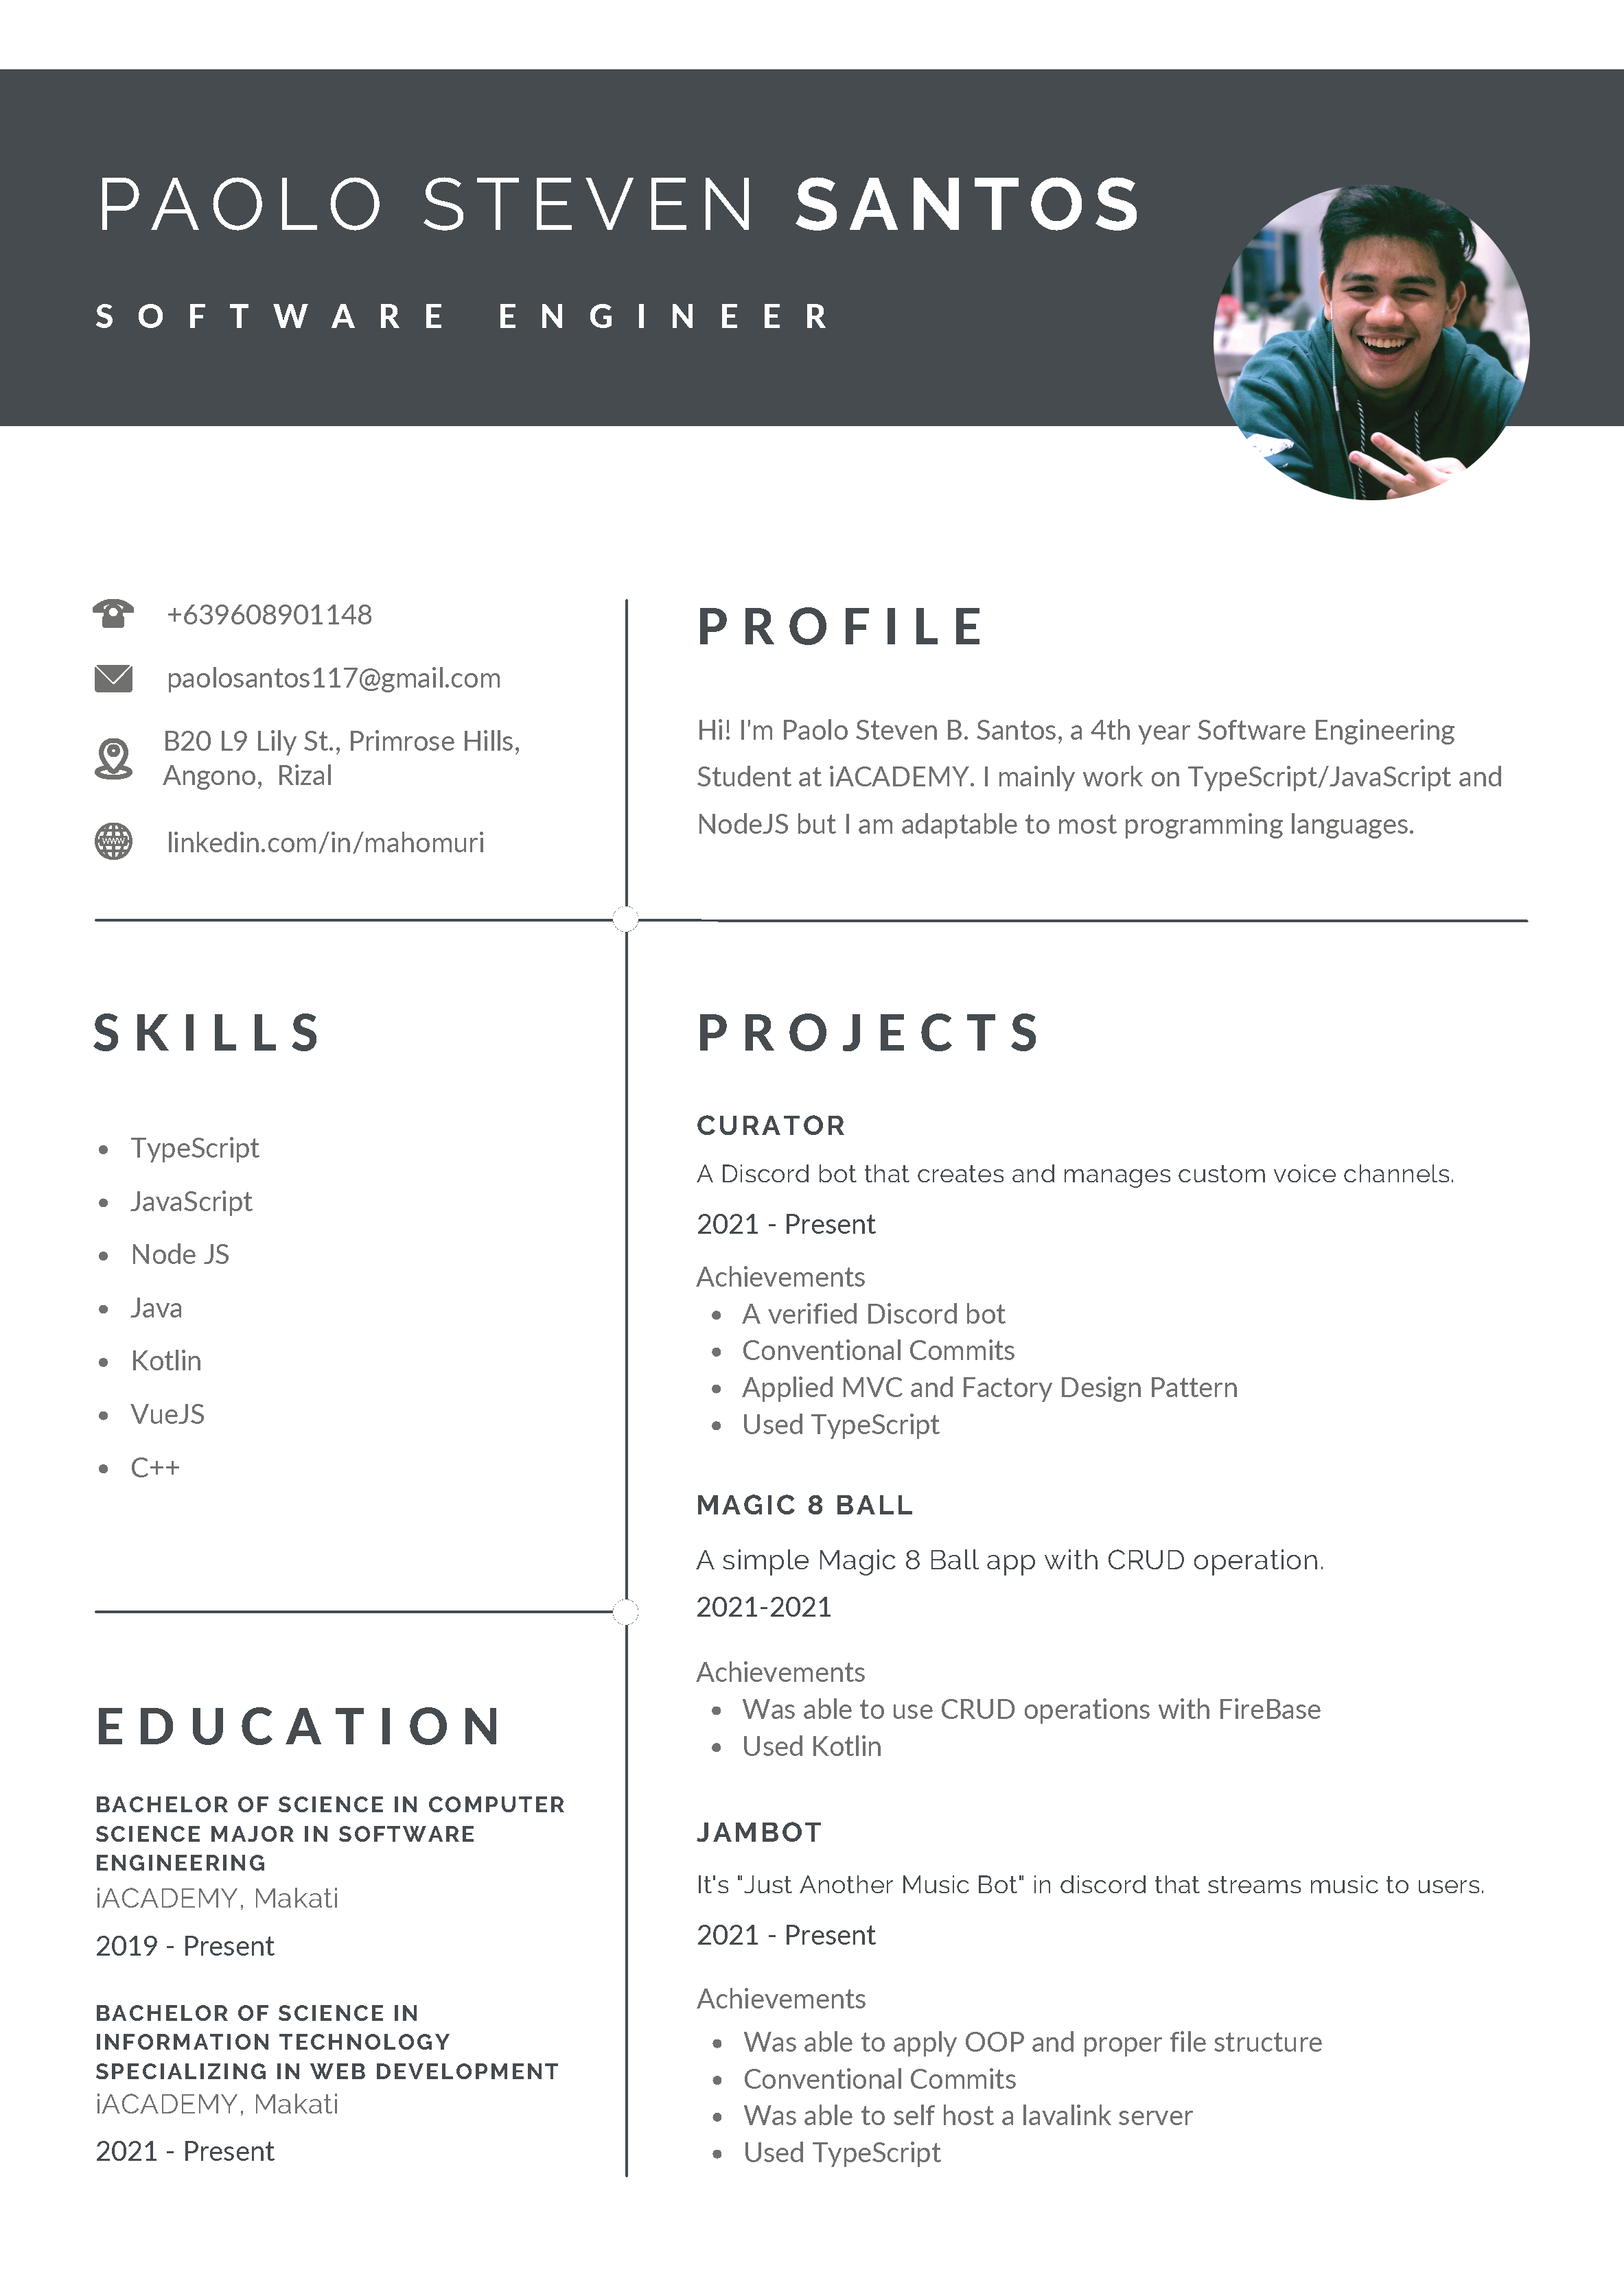 PAOLO STEVEN SANTOS
SOFTWARE ENGINEER
+639608901148
paolosantos117@gmail.com
B20 L9 Lily St., Primrose Hills,
Angono,  Rizal
www
linkedin.com/in/mahomuri
PROFILE
Hi! I'm Paolo Steven B. Santos, a 4th year Software Engineering
Student at iACADEMY. I mainly work on TypeScript/JavaScript and
NodeJS but I am adaptable to most programming languages.
SKILLS
• TypeScript
• JavaScript
• Node JS
• Java
• Kotlin
• VueJS
• C++
EDUCATION
BACHELOR OF SCIENCE IN COMPUTER
SCIENCE MAJOR IN SOFTWARE
ENGINEERING
iACADEMY, Makati
2019 - Present
BACHELOR OF SCIENCE IN
INFORMATION TECHNOLOGY
SPECIALIZING IN WEB DEVELOPMENT
iACADEMY, Makati
2021 - Present
PROJECTS
CURATOR
A Discord bot that creates and manages custom voice channels.
2021 - Present
Achievements
• A verified Discord bot
• Conventional Commits
• Applied MVC and Factory Design Pattern
• Used TypeScript
MAGIC 8 BALL
A simple Magic 8 Ball app with CRUD operation.
2021-2021
Achievements
• Was able to use CRUD operations with FireBase
• Used Kotlin
JAMBOT
It's "Just Another Music Bot" in discord that streams music to users.
2021 - Present
Achievements
• Was able to apply OOP and proper file structure
• Conventional Commits
• Was able to self host a lavalink server
• Used TypeScript